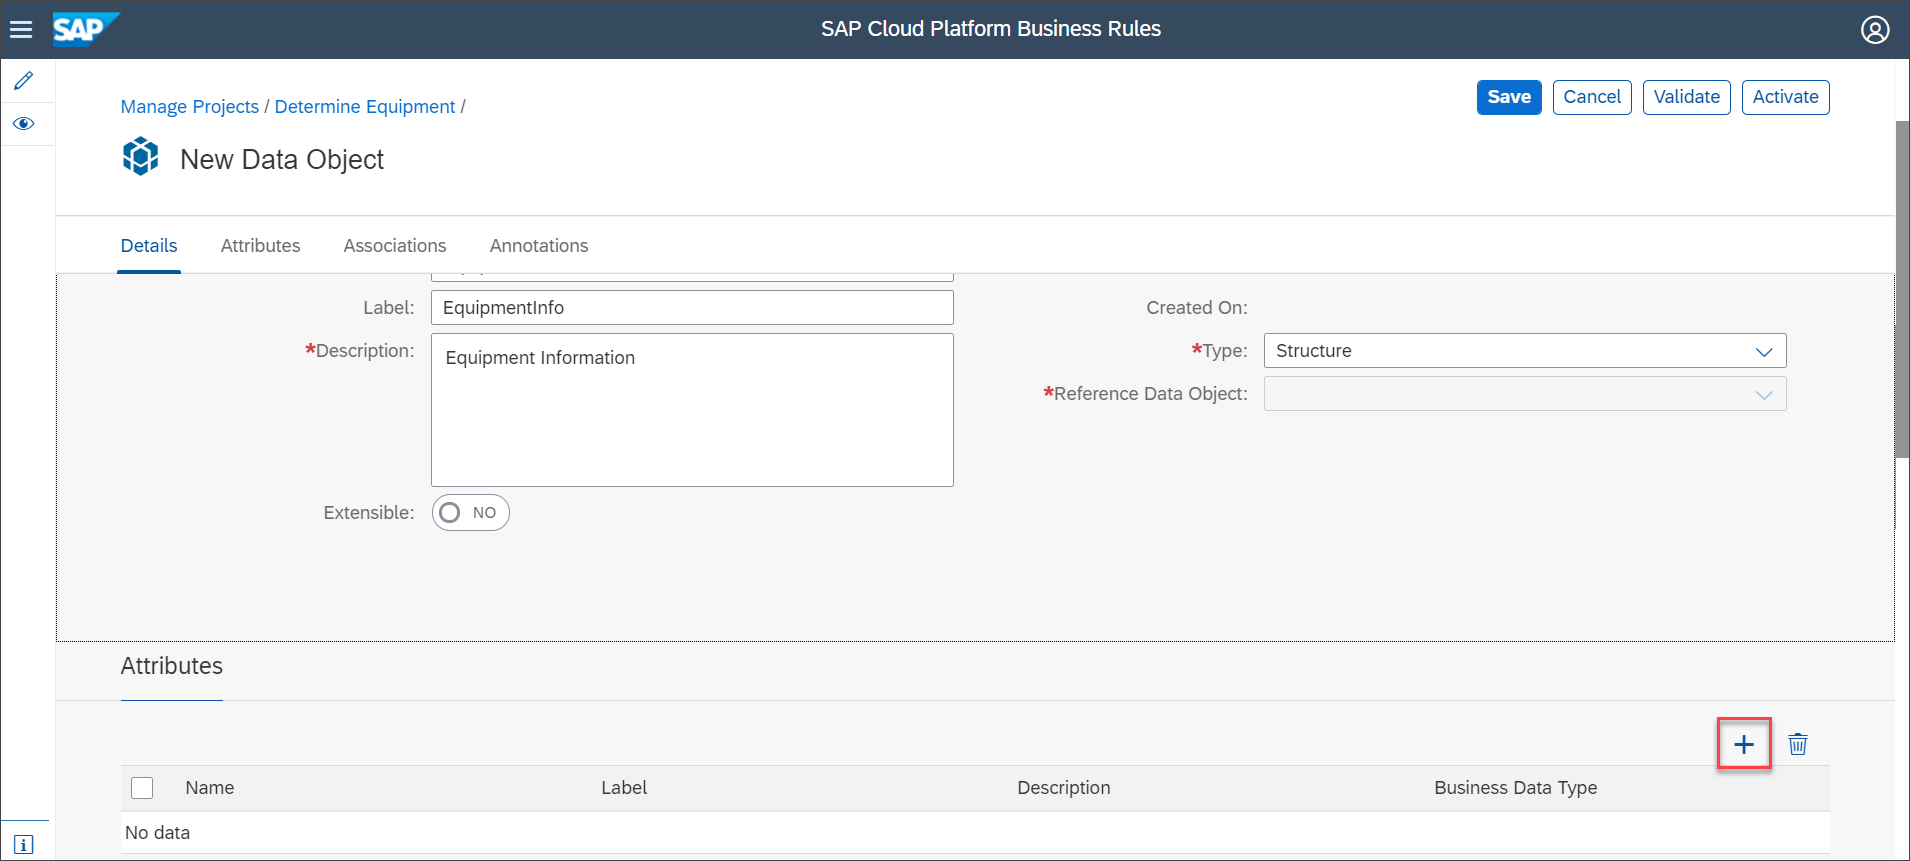 SAP
SAP Cloud Platform Business Rules
Manage Projects / Determine Equipment /
Save Cancel Validate Activate
New Data Object
Details Attributes Associations Annotations
Label: EquipmentInfo
Created On:
*Description: Equipment Information
*Type: Structure
*Reference Data Object:
Extensible: NO
Attributes
Name Label Description Business Data Type
No data